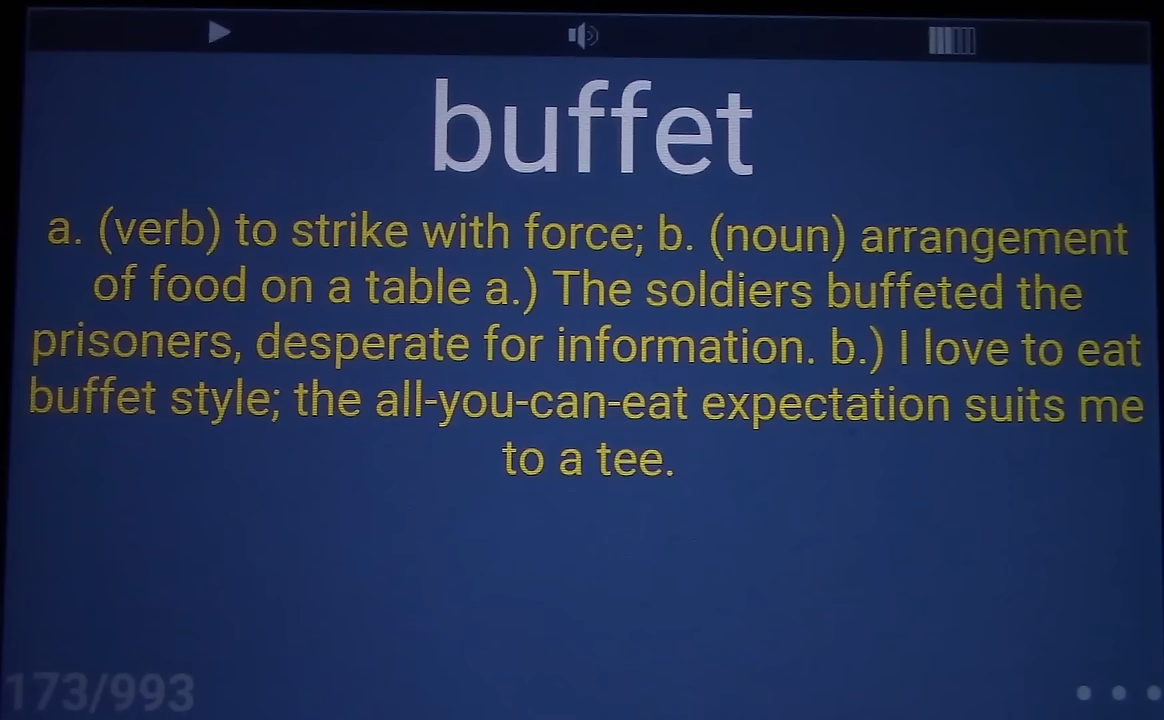 buffet
a. (verb) to strike with force; b. (noun) arrangement
of food on a table a.) The soldiers buffeted the
prisoners, desperate for information. b.) I love to eat
buffet style; the all-you-can-eat expectation suits me
to a tee.
173/993